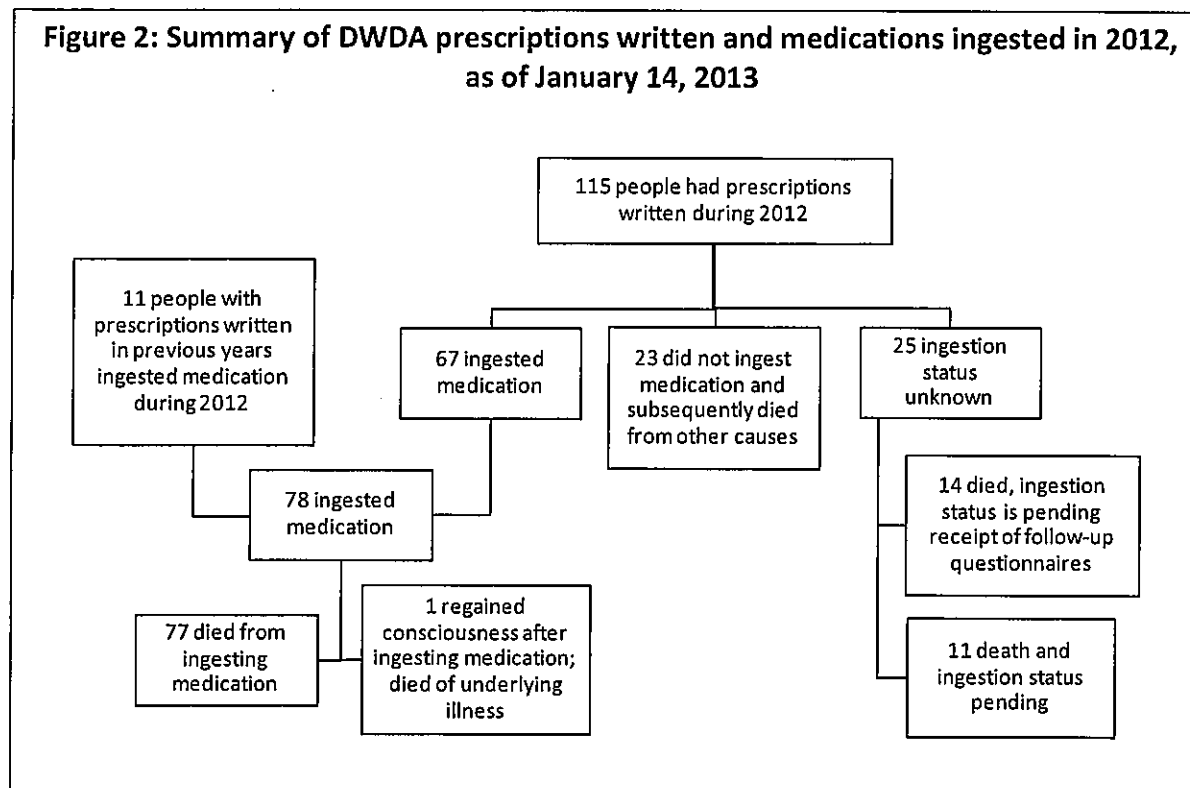 Figure 2: Summary of DWDA prescriptions written and medications ingested in 2012,
as of January 14, 2013
115 people had prescriptions
written during 2012
11 people with
prescriptions written
in previous years
ingested medication
during 2012
67 ingested
medication
23 did not ingest
medication and
subsequently died
from other causes
25 ingestion
status
unknown
78 ingested
medication
14 died, ingestion
status is pending
receipt of follow-up
questionnaires
77 died from
ingesting
medication
1 regained
consciousness after
ingesting medication;
died of underlying
illness
11 death and
ingestion status
pending